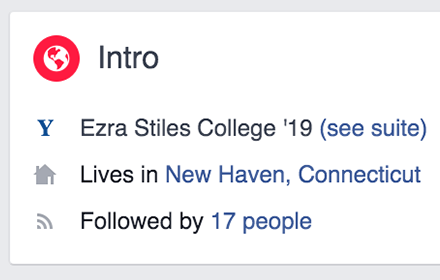 Intro
Y Ezra Stiles College '19 (see suite)
Lives in New Haven, Connecticut
Followed by 17 people